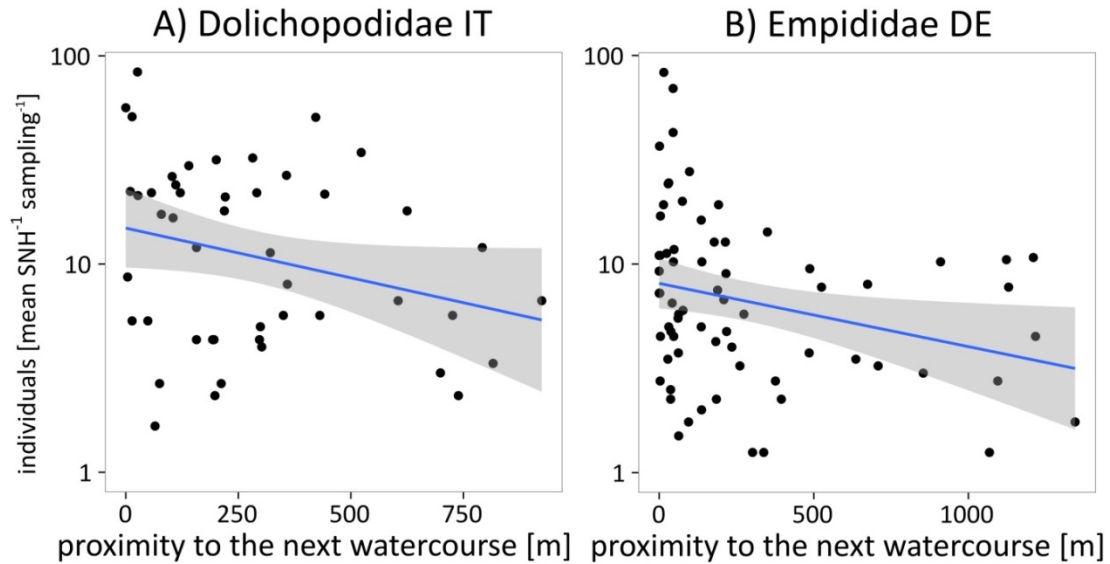 A) Dolichopodidae IT
B) Empididae DE
individuals [mean SNH⁻¹ sampling⁻¹]
100
10
1
0 250 500 750
proximity to the next watercourse [m]
100
10
1
0 500 1000
proximity to the next watercourse [m]